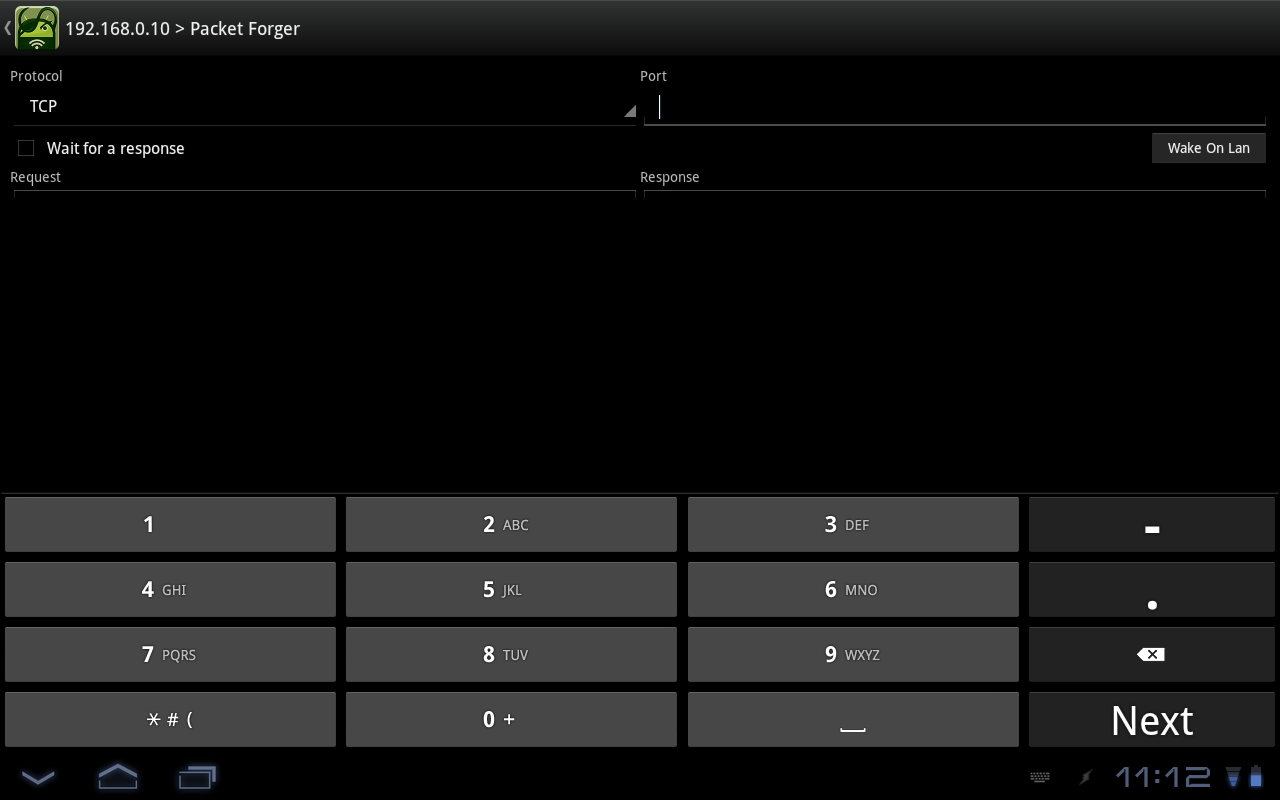 192.168.0.10 > Packet Forger
Protocol Port
TCP
Wait for a response Wake On Lan
Request Response
1 2 ABC 3 DEF -
4 GHI 5 JKL 6 MNO .
7 PQRS 8 TUV 9 WXYZ
* # ( 0 + Next
11:12